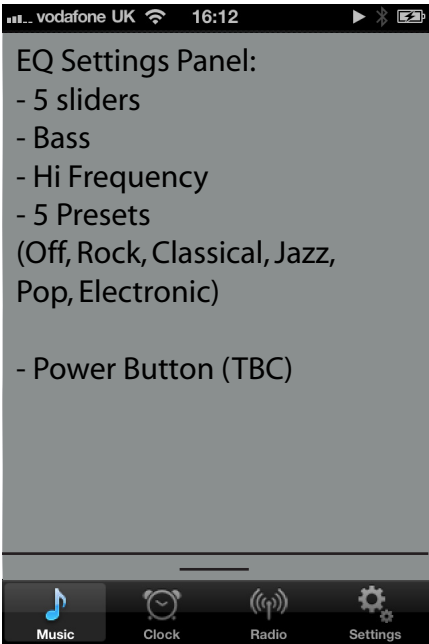 vodafone UK 16:12
EQ Settings Panel:
- 5 sliders
- Bass
- Hi Frequency
- 5 Presets
(Off, Rock, Classical, Jazz,
Pop, Electronic)
- Power Button (TBC)
Music Clock Radio Settings